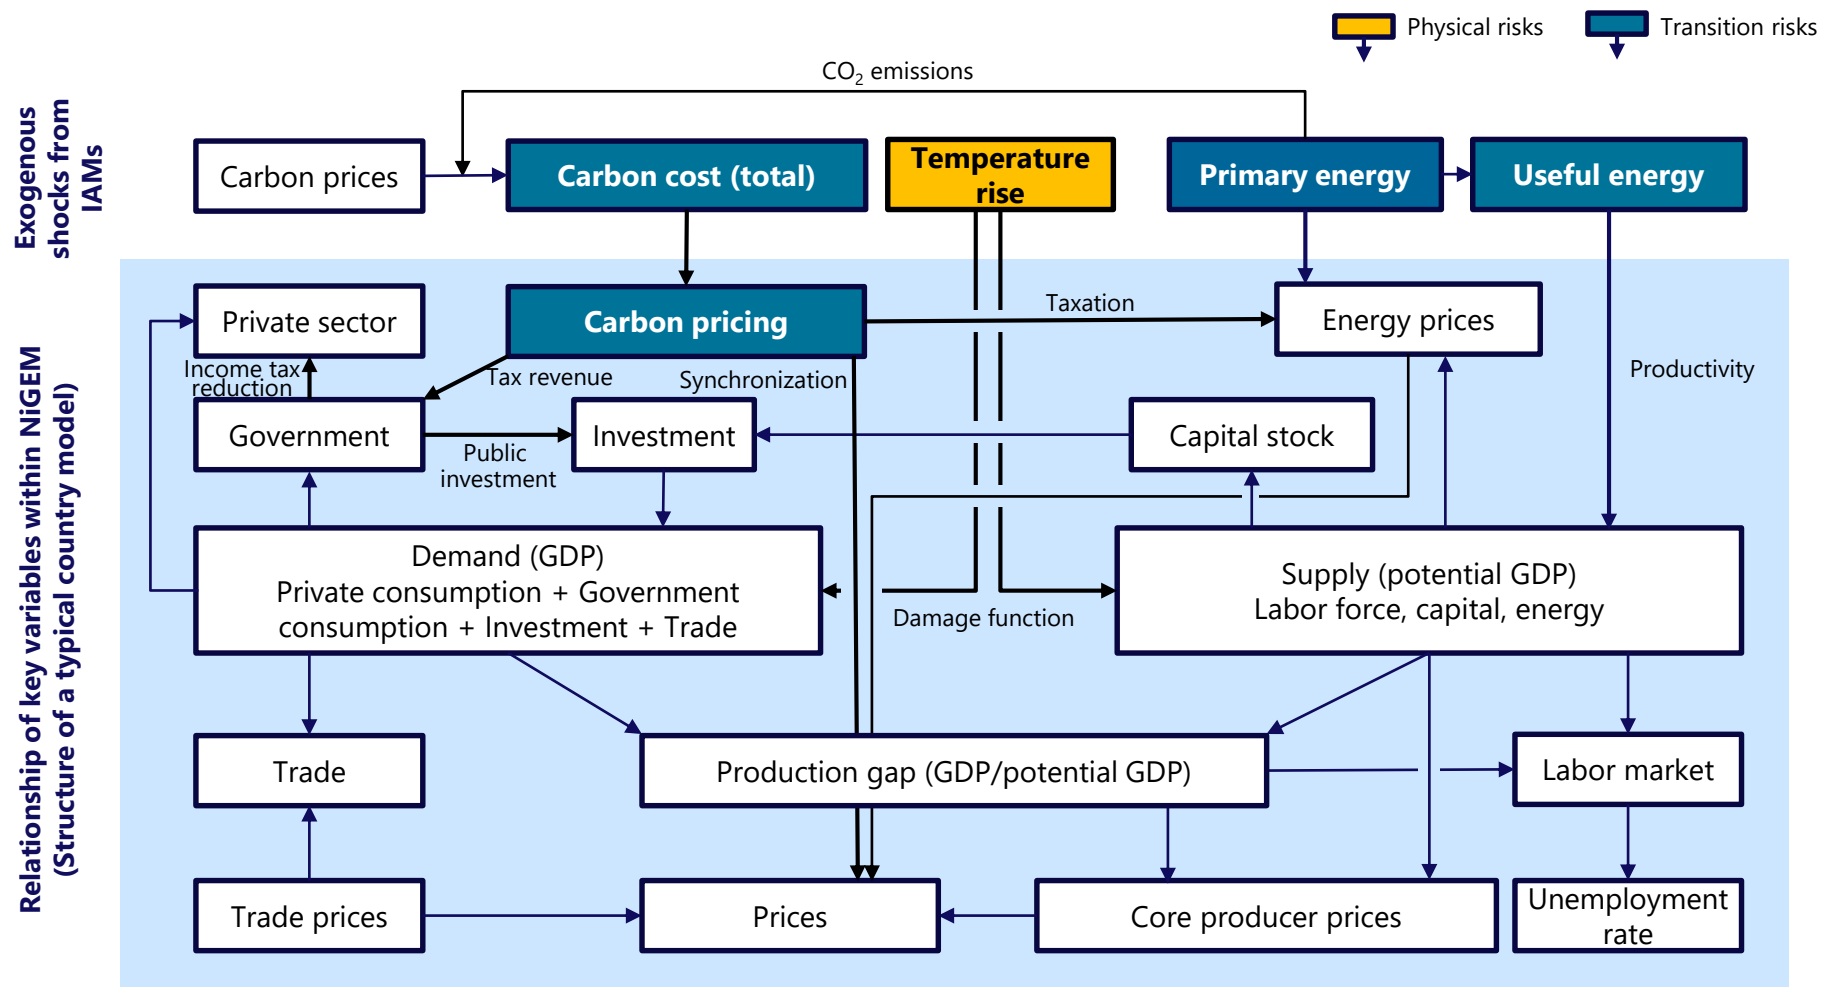 Physical risks
Transition risks
CO₂ emissions
Exogenous
shocks from
IAMs
Carbon prices
Carbon cost (total)
Temperature
rise
Primary energy
Useful energy
Relationship of key variables within NiGEM
(Structure of a typical country model)
Private sector
Carbon pricing
Taxation
Energy prices
Income tax
reduction
Tax revenue
Synchronization
Productivity
Government
Public
investment
Investment
Capital stock
Demand (GDP)
Private consumption + Government
consumption + Investment + Trade
Damage function
Supply (potential GDP)
Labor force, capital, energy
Trade
Production gap (GDP/potential GDP)
Labor market
Trade prices
Prices
Core producer prices
Unemployment
rate